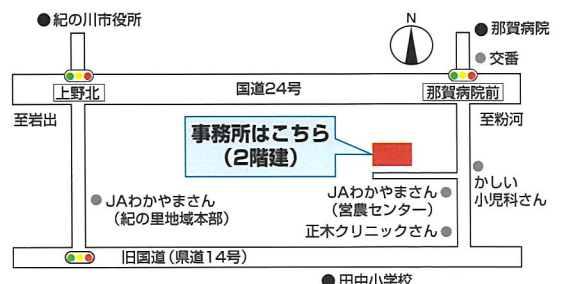 ●紀の川市役所
N
●那賀病院
●交番
上野北
国道24号
那賀病院前
至岩出
至粉河
事務所はこちら
（2階建）
かしい
小児科さん
●JAわかやまさん
（紀の里地域本部）
JAわかやまさん●
（営農センター）
正木クリニックさん●
旧国道（県道14号）
●田中小学校